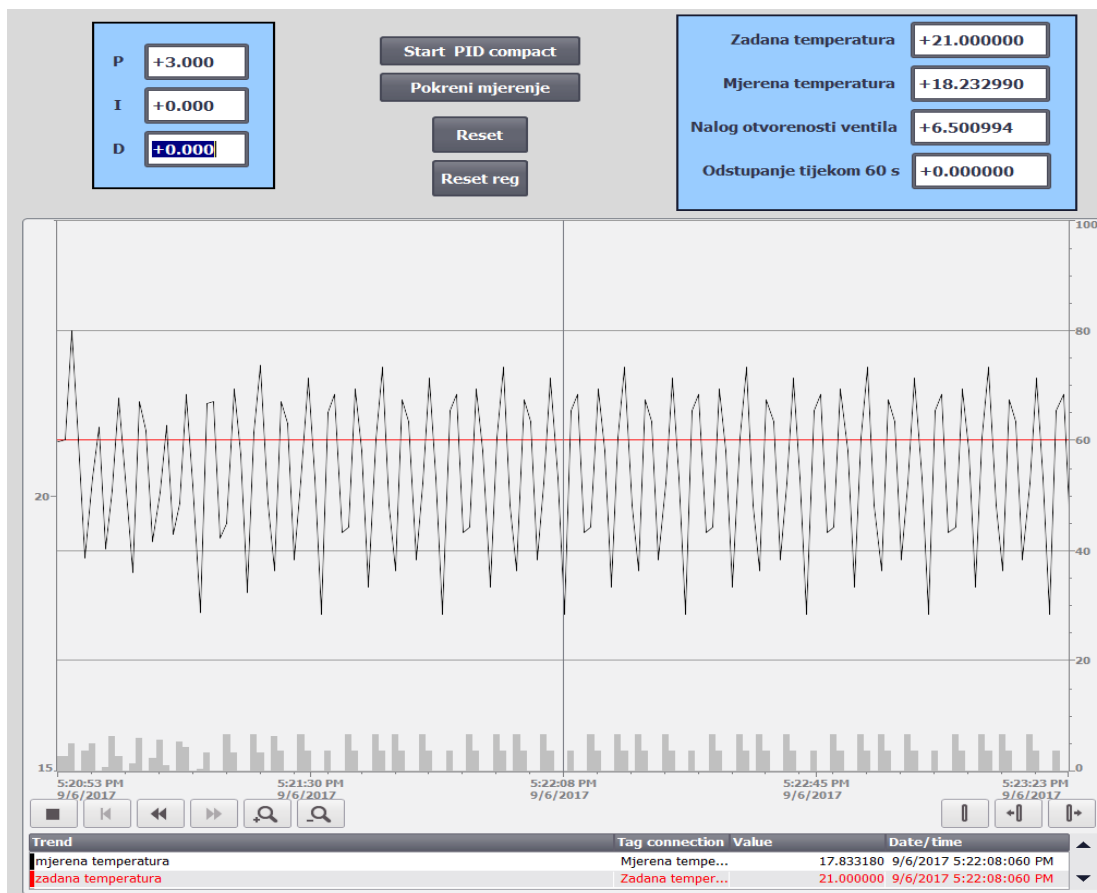 P +3.000
I +0.000
D +0.000
Start PID compact
Pokreni mjerenje
Reset
Reset reg
Zadana temperatura +21.000000
Mjerena temperatura +18.232990
Nalog otvorenosti ventila +6.500994
Odstupanje tijekom 60 s +0.000000
20
15
100
80
60
40
20
0
5:20:53 PM 5:21:30 PM 5:22:08 PM 5:22:45 PM 5:23:23 PM
9/6/2017 9/6/2017 9/6/2017 9/6/2017 9/6/2017
Trend Tag connection Value Date/time
mjerena temperatura Mjerena tempe... 17.833180 9/6/2017 5:22:08:060 PM
zadana temperatura Zadana temper... 21.000000 9/6/2017 5:22:08:060 PM